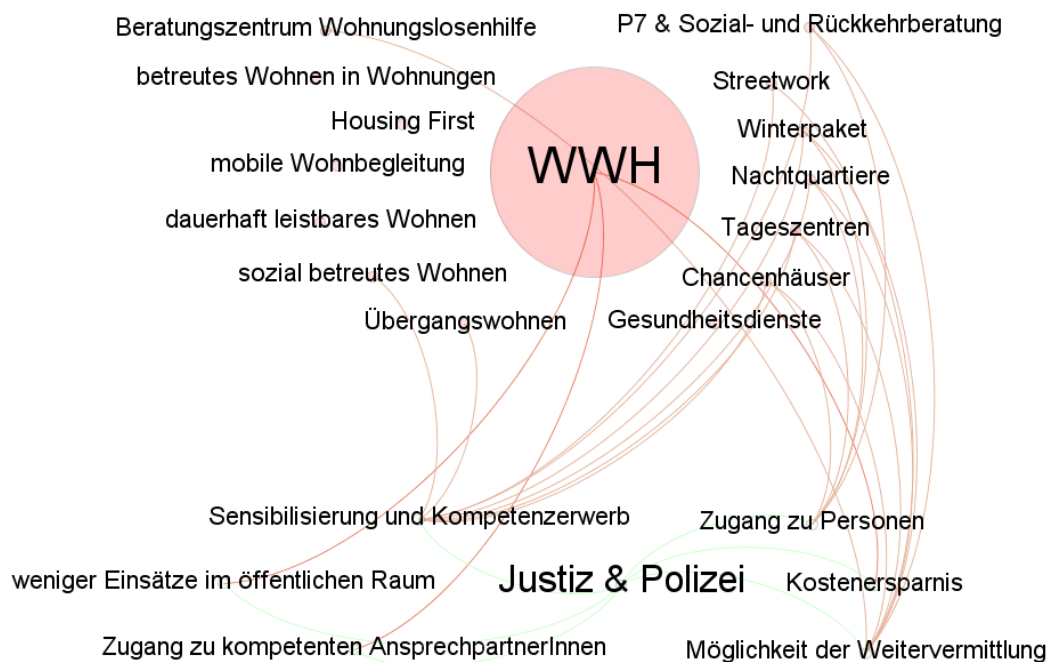 Beratungszentrum Wohnungslosenhilfe
P7 & Sozial- und Rückkehrberatung
betreutes Wohnen in Wohnungen
Streetwork
Housing First
Winterpaket
WWH
mobile Wohnbegleitung
Nachtquartiere
dauerhaft leistbares Wohnen
Tageszentren
sozial betreutes Wohnen
Chancenhäuser
Übergangswohnen
Gesundheitsdienste
Sensibilisierung und Kompetenzerwerb
Zugang zu Personen
weniger Einsätze im öffentlichen Raum
Justiz & Polizei
Kostenersparnis
Zugang zu kompetenten AnsprechpartnerInnen
Möglichkeit der Weitervermittlung